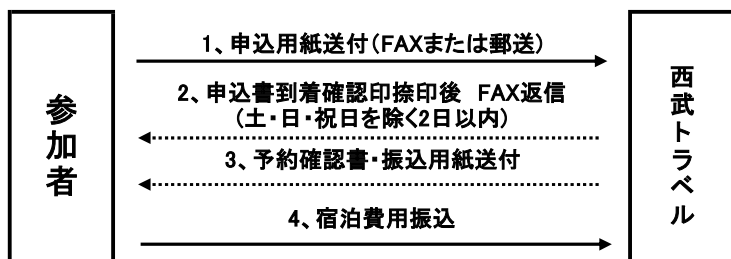 参加者
1、申込用紙送付(FAXまたは郵送)
2、申込書到着確認印捺印後 FAX返信
(土・日・祝日を除く2日以内)
3、予約確認書・振込用紙送付
4、宿泊費用振込
西武トラベル